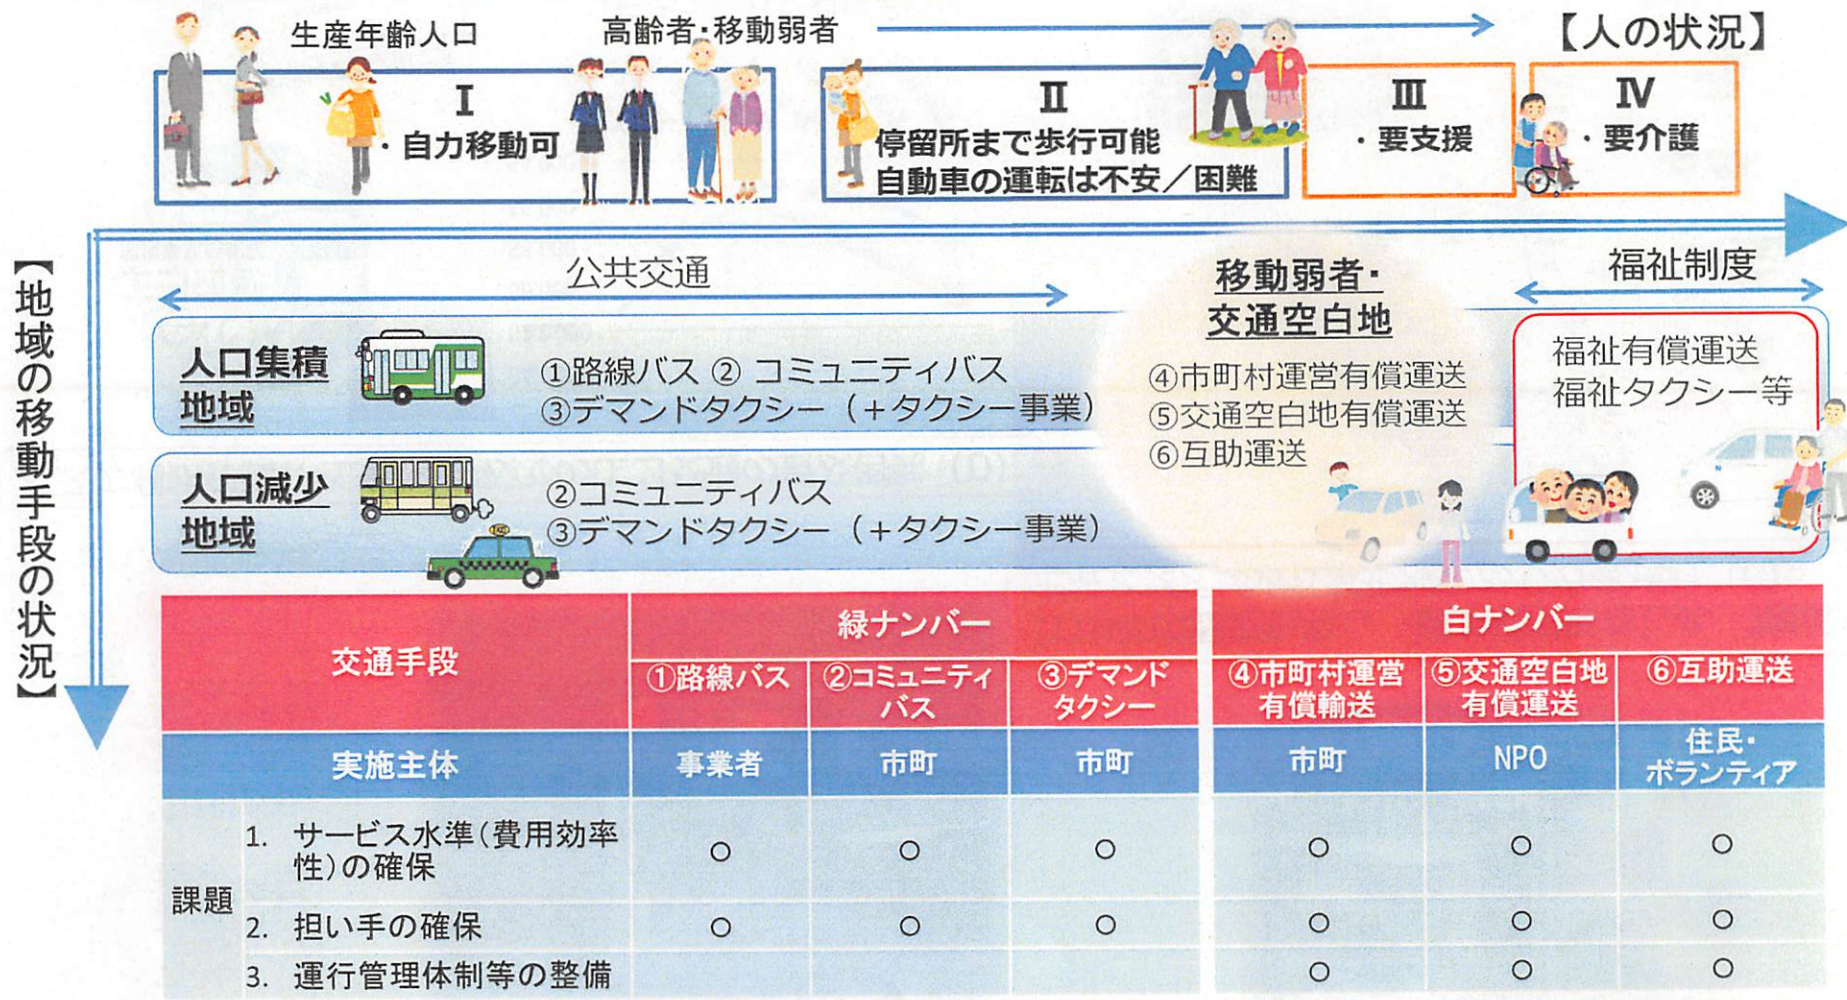 生産年齢人口
高齢者・移動弱者
【人の状況】
Ⅰ
・自力移動可
Ⅱ
停留所まで歩行可能
自動車の運転は不安／困難
Ⅲ
・要支援
Ⅳ
・要介護
【地域の移動手段の状況】
公共交通
移動弱者・
交通空白地
福祉制度
人口集積
地域
①路線バス ② コミュニティバス
③デマンドタクシー（＋タクシー事業）
④市町村運営有償運送
⑤交通空白地有償運送
⑥互助運送
福祉有償運送
福祉タクシー等
人口減少
地域
②コミュニティバス
③デマンドタクシー（＋タクシー事業）
交通手段
緑ナンバー
白ナンバー
①路線バス
②コミュニティ
バス
③デマンド
タクシー
④市町村運営
有償輸送
⑤交通空白地
有償運送
⑥互助運送
実施主体
事業者
市町
市町
市町
NPO
住民・
ボランティア
課題
1. サービス水準（費用効率
性）の確保
○ ○ ○ ○ ○ ○
2. 担い手の確保
○ ○ ○ ○ ○ ○
3. 運行管理体制等の整備
○ ○ ○